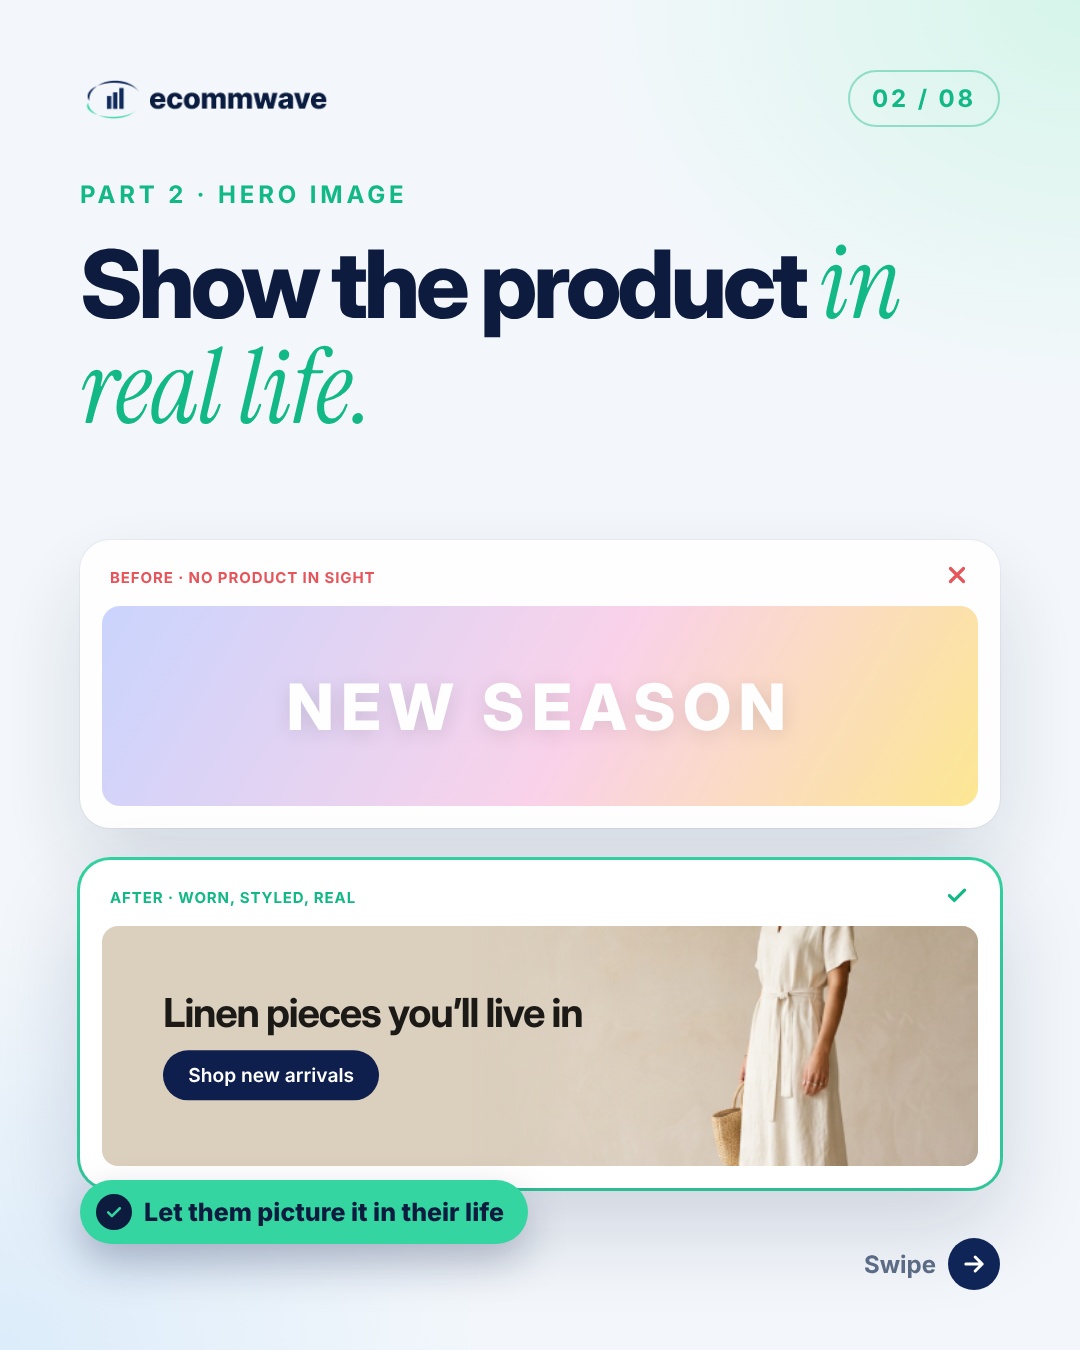 ecommwave
02 / 08
PART 2 · HERO IMAGE
Show the product in
real life.
BEFORE · NO PRODUCT IN SIGHT
NEW SEASON
AFTER · WORN, STYLED, REAL
Linen pieces you’ll live in
Shop new arrivals
Let them picture it in their life
Swipe